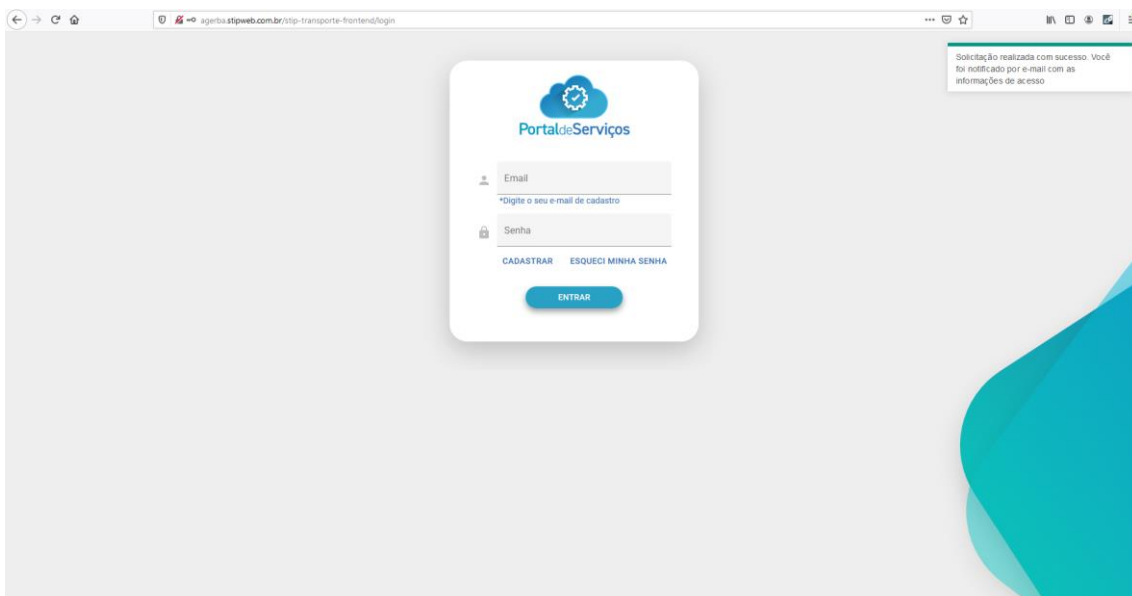 agerba.stipweb.com.br/stip-transporte-frontend/login
Solicitação realizada com sucesso. Você
foi notificado por e-mail com as
informações de acesso
PortaldeServiços
Email
*Digite o seu e-mail de cadastro
Senha
CADASTRAR ESQUECI MINHA SENHA
ENTRAR